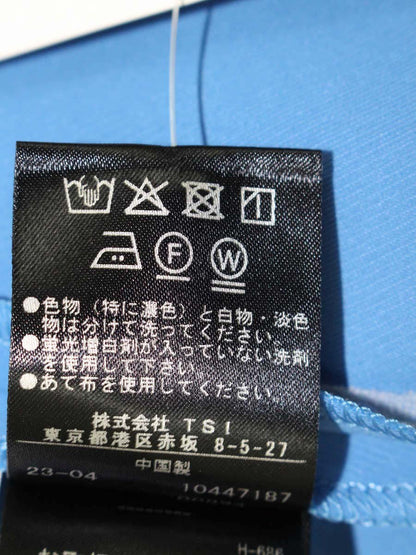 F W
●色物（特に濃色）と白物・淡色
物は分けて洗ってください。
●蛍光増白剤が入っていない洗剤
を使用して下さい。
●あて布を使用してください。
株式会社 TSI
東京都港区赤坂 8-5-27
中国製
23-04 10447187
H-686